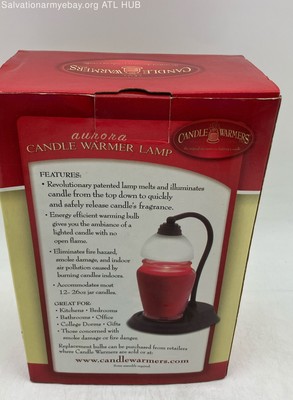 Salvationarmyebay.org ATL HUB
CANDLE WARMERS
aurora
CANDLE WARMER LAMP
CANDLE WARMERS
FEATURES:
• Revolutionary patented lamp melts and illuminates
candle from the top down to quickly
and safely release candle's fragrance.
• Energy efficient warming bulb
gives you the ambiance of a
lighted candle with no
open flame.
• Eliminates fire hazard,
smoke damage, and indoor
air pollution caused by
burning candles indoors.
• Accommodates most
12- 26oz jar candles.
GREAT FOR:
• Kitchens • Bedrooms
• Bathrooms • Office
• College Dorms • Gifts
• Those concerned with
smoke damage or fire danger
Replacement bulbs can be purchased from retailers
where Candle Warmers are sold or at:
www.candlewarmers.com
(from months vapors)